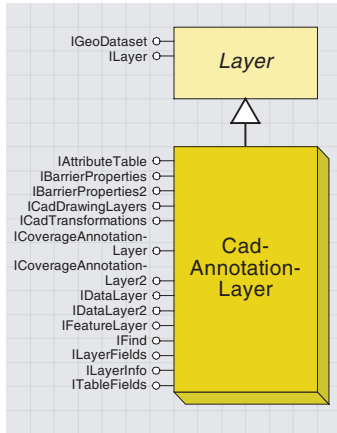 IGeoDataset
ILayer
Layer
IAttributeTable
IBarrierProperties
IBarrierProperties2
ICadDrawingLayers
ICadTransformations
ICoverageAnnotation-
Layer
ICoverageAnnotation-
Layer2
IDataLayer
IDataLayer2
IFeatureLayer
IFind
ILayerFields
ILayerInfo
ITableFields
Cad-
Annotation-
Layer